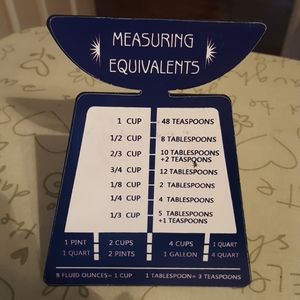 MEASURING
EQUIVALENTS
1 CUP 48 TEASPOONS
1/2 CUP 8 TABLESPOONS
2/3 CUP 10 TABLESPOONS
+2 TEASPOONS
3/4 CUP 12 TABLESPOONS
1/8 CUP 2 TABLESPOONS
1/4 CUP 4 TABLESPOONS
1/3 CUP 5 TABLESPOONS
+1 TEASPOONS
1 PINT 2 CUPS 4 CUPS 1 QUART
1 QUART 2 PINTS 1 GALLON 4 QUART
8 FLUID OUNCES= 1 CUP 1 TABLESPOON= 3 TEASPOONS